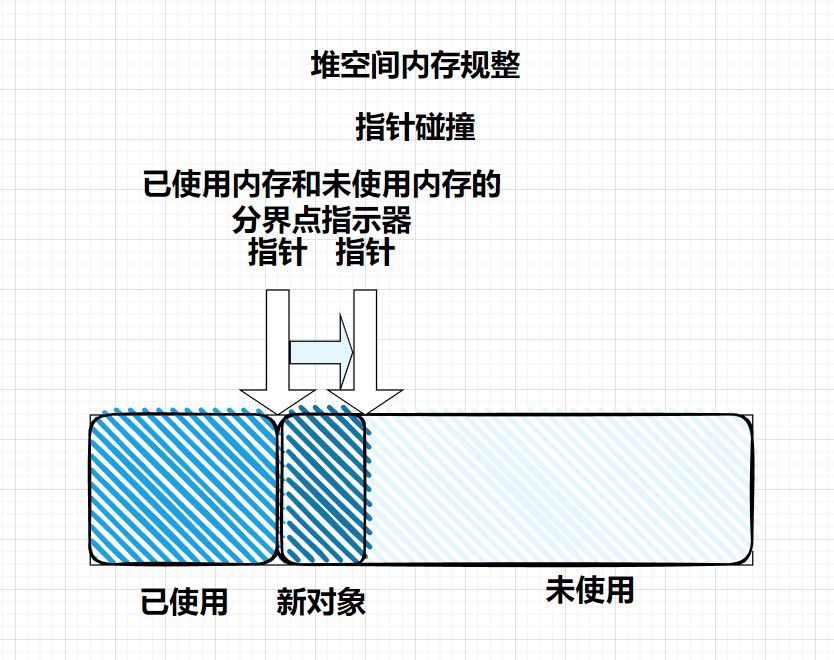 堆空间内存规整
指针碰撞
已使用内存和未使用内存的
分界点指示器
指针 指针
已使用 新对象 未使用